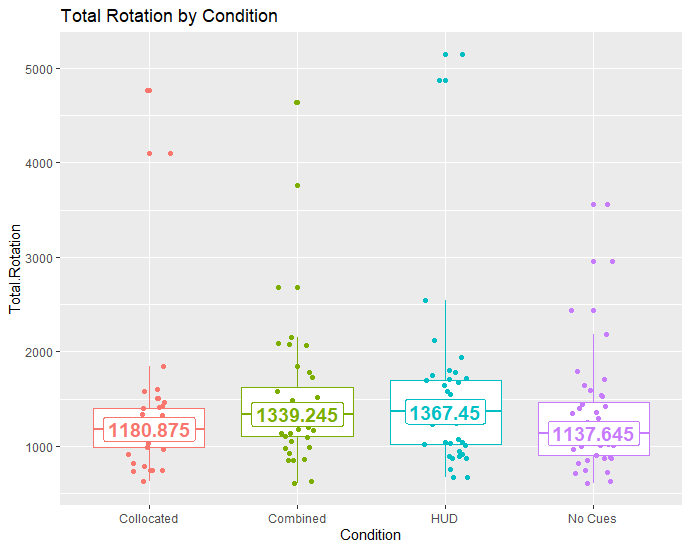 Total Rotation by Condition
5000
4000
3000
2000
1000
Total.Rotation
1180.875
1339.245
1367.45
1137.645
Collocated
Combined
HUD
No Cues
Condition